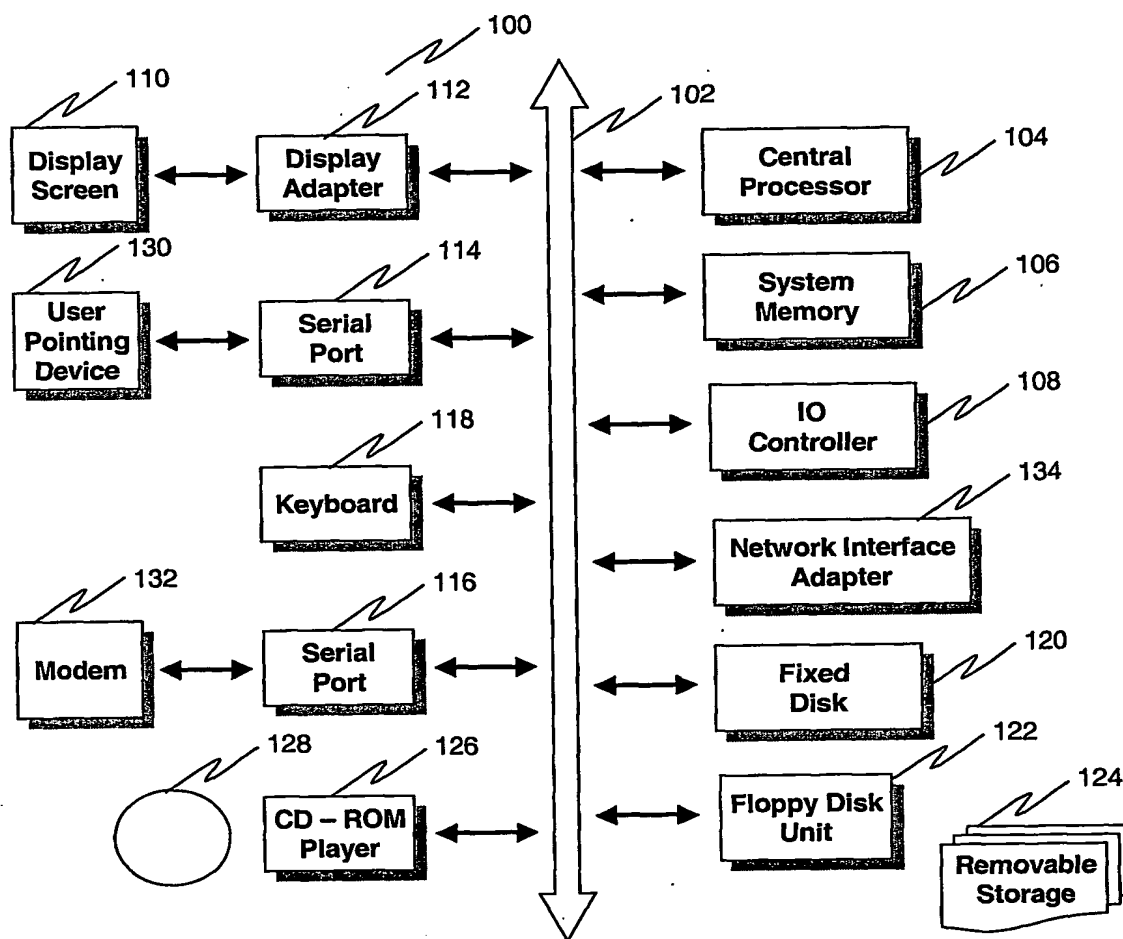 100
110
112
102
Display
Screen
Display
Adapter
Central
Processor
104
130
114
User
Pointing
Device
Serial
Port
System
Memory
106
118
Keyboard
IO
Controller
108
134
Network Interface
Adapter
132
116
Modem
Serial
Port
Fixed
Disk
120
128
126
CD – ROM
Player
122
Floppy Disk
Unit
124
Removable
Storage